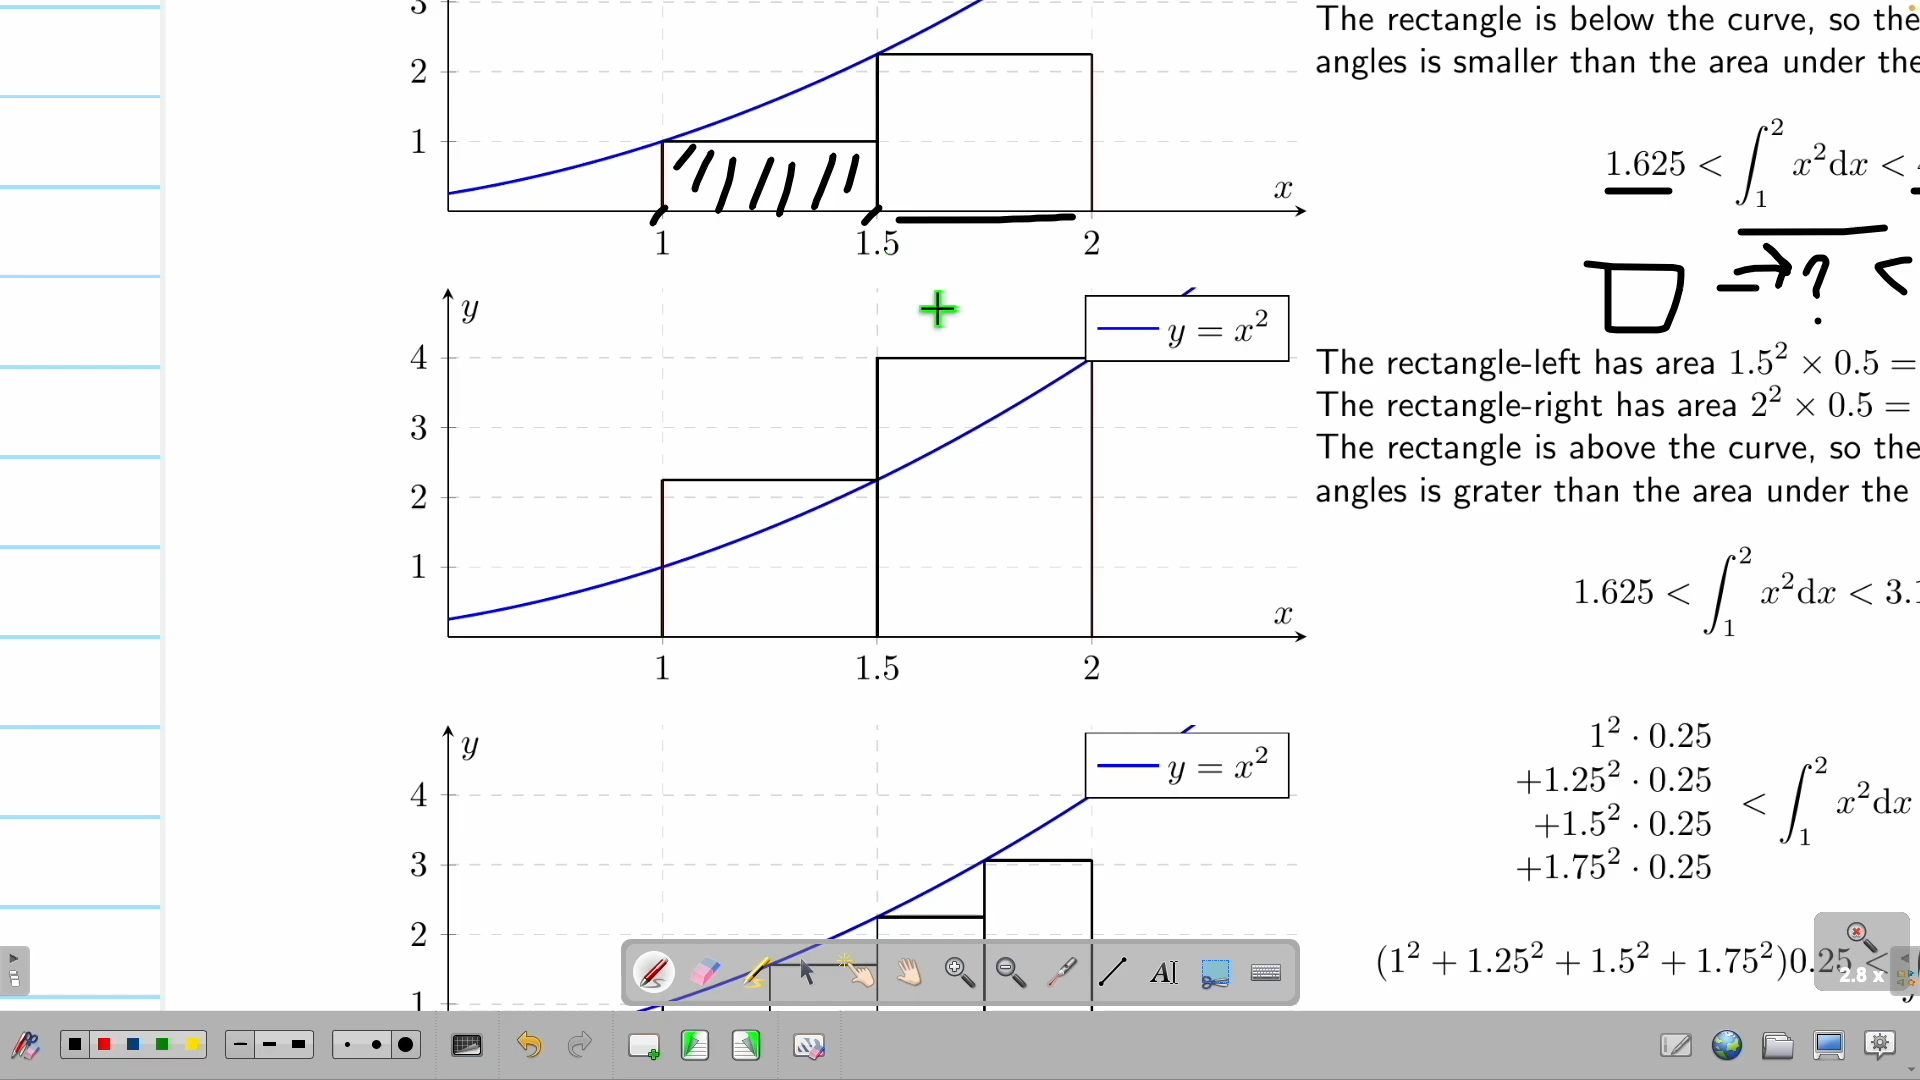 3
2
1
x
1
1.5
2
The rectangle is below the curve, so the
angles is smaller than the area under the
1.625 < ∫₁² x²dx <
⇒ ? <
y
y = x²
4
3
2
1
x
1
1.5
2
The rectangle-left has area 1.5² × 0.5 =
The rectangle-right has area 2² × 0.5 =
The rectangle is above the curve, so the
angles is grater than the area under the
1.625 < ∫₁² x²dx < 3.1
y
y = x²
4
3
2
1
1² · 0.25
+1.25² · 0.25
+1.5² · 0.25
+1.75² · 0.25
< ∫₁² x²dx
(1² + 1.25² + 1.5² + 1.75²)0.25 <
2.8 x
AI